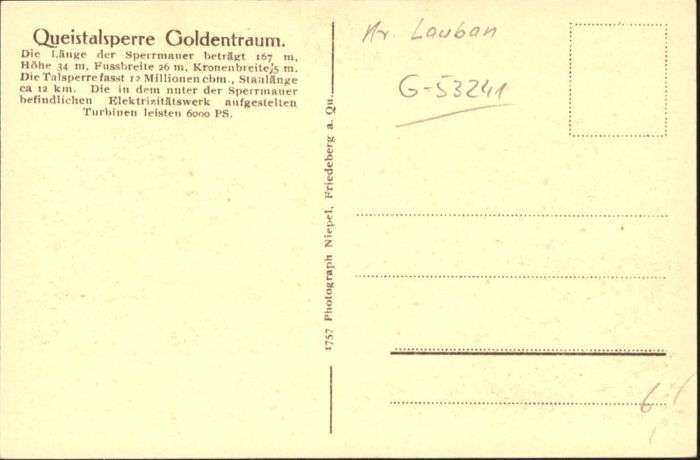 Queistalsperre Goldentraum.
Die Länge der Sperrmauer beträgt 167 m,
Höhe 34 m, Fussbreite 26 m, Kronenbreite 5 m.
Die Talsperre fasst 12 Millionen cbm., Staulänge
ca 12 km. Die in dem nuter der Sperrmauer
befindlichen Elektrizitätswerk aufgestellten
Turbinen leisten 6000 PS.
1757 Photograph Niepel, Friedeberg a. Qu.
Kr. Lauban
G-53241
6